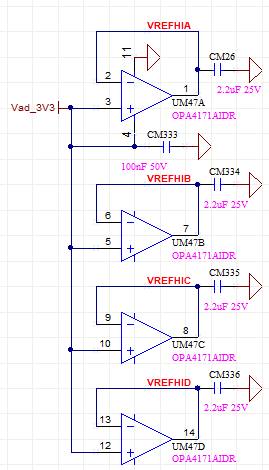 VREFHIA
11
CM26
2
1
2.2uF 25V
Vad_3V3
3
UM47A
OPA4171AIDR
4
CM333
100nF 50V
VREFHIB
CM334
2.2uF 25V
6
7
5
UM47B
OPA4171AIDR
VREFHIC
CM335
2.2uF 25V
9
8
10
UM47C
OPA4171AIDR
VREFHID
CM336
2.2uF 25V
13
14
12
UM47D
OPA4171AIDR